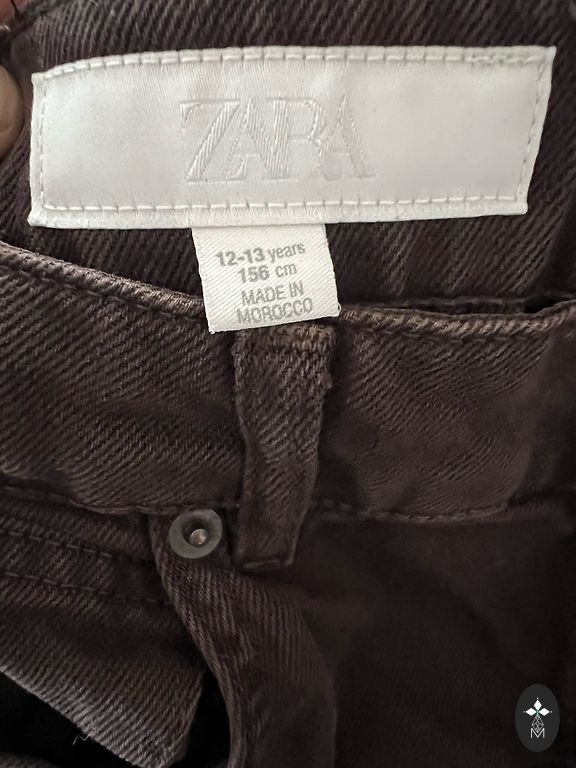 ZARA
12-13 years
156 cm
MADE IN
MOROCCO
M